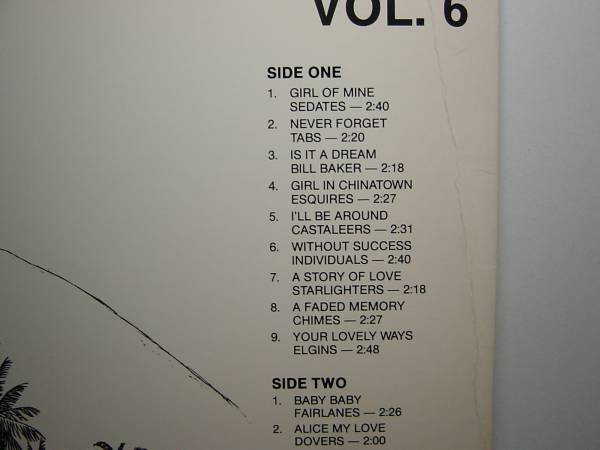 VOL. 6
SIDE ONE
1. GIRL OF MINE
SEDATES — 2:40
2. NEVER FORGET
TABS — 2:20
3. IS IT A DREAM
BILL BAKER — 2:18
4. GIRL IN CHINATOWN
ESQUIRES — 2:27
5. I'LL BE AROUND
CASTALEERS — 2:31
6. WITHOUT SUCCESS
INDIVIDUALS — 2:40
7. A STORY OF LOVE
STARLIGHTERS — 2:18
8. A FADED MEMORY
CHIMES — 2:27
9. YOUR LOVELY WAYS
ELGINS — 2:48
SIDE TWO
1. BABY BABY
FAIRLANES — 2:26
2. ALICE MY LOVE
DOVERS — 2:00